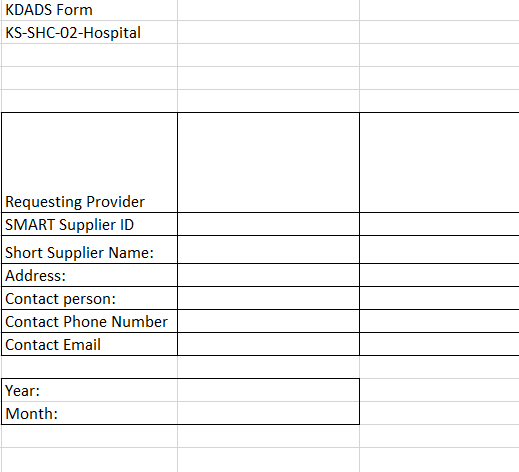 KDADS Form
KS-SHC-02-Hospital
Requesting Provider
SMART Supplier ID
Short Supplier Name:
Address:
Contact person:
Contact Phone Number
Contact Email
Year:
Month: